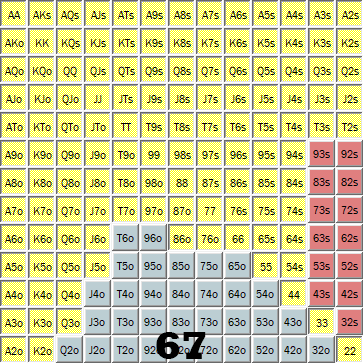 AA AKs AQs AJs ATs A9s A8s A7s A6s A5s A4s A3s A2s
AKo KK KQs KJs KTs K9s K8s K7s K6s K5s K4s K3s K2s
AQo KQo QQ QJs QTs Q9s Q8s Q7s Q6s Q5s Q4s Q3s Q2s
AJo KJo QJo JJ JTs J9s J8s J7s J6s J5s J4s J3s J2s
ATo KTo QTo JTo TT T9s T8s T7s T6s T5s T4s T3s T2s
A9o K9o Q9o J9o T9o 99 98s 97s 96s 95s 94s 93s 92s
A8o K8o Q8o J8o T8o 98o 88 87s 86s 85s 84s 83s 82s
A7o K7o Q7o J7o T7o 97o 87o 77 76s 75s 74s 73s 72s
A6o K6o Q6o J6o T6o 96o 86o 76o 66 65s 64s 63s 62s
A5o K5o Q5o J5o T5o 95o 85o 75o 65o 55 54s 53s 52s
A4o K4o Q4o J4o T4o 94o 84o 74o 64o 54o 44 43s 42s
A3o K3o Q3o J3o T3o 93o 83o 73o 63o 53o 43o 33 32s
A2o K2o Q2o J2o T2o 62o 52o 42o 32o 22
67